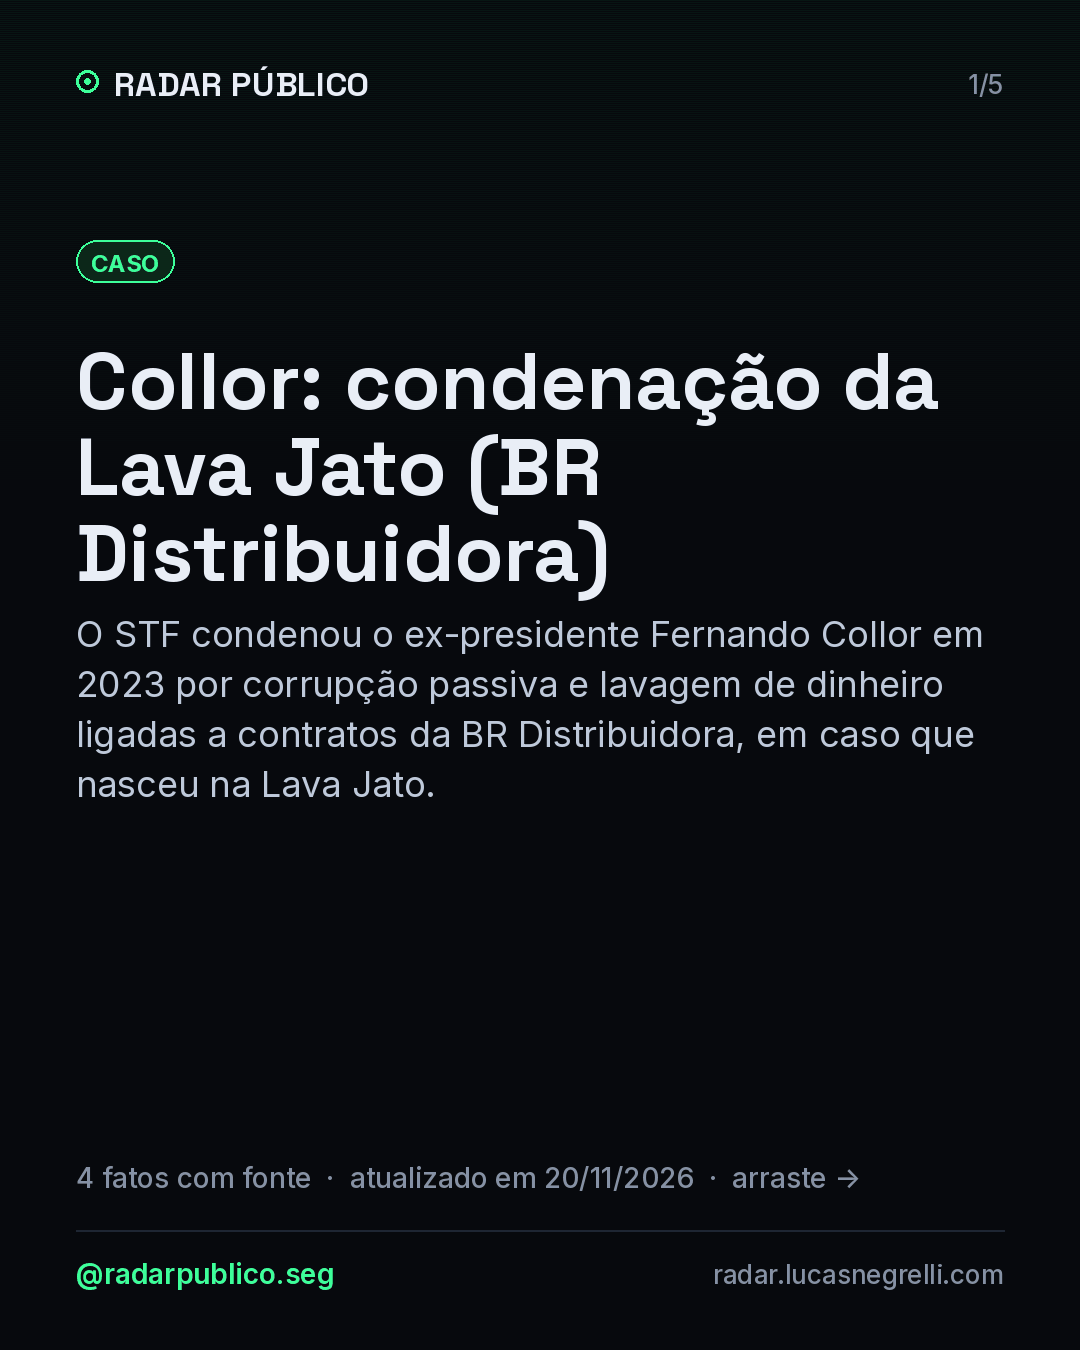 RADAR PÚBLICO
1/5
CASO
Collor: condenação da
Lava Jato (BR
Distribuidora)
O STF condenou o ex-presidente Fernando Collor em
2023 por corrupção passiva e lavagem de dinheiro
ligadas a contratos da BR Distribuidora, em caso que
nasceu na Lava Jato.
4 fatos com fonte · atualizado em 20/11/2026 · arraste →
@radarpublico.seg
radar.lucasnegrelli.com